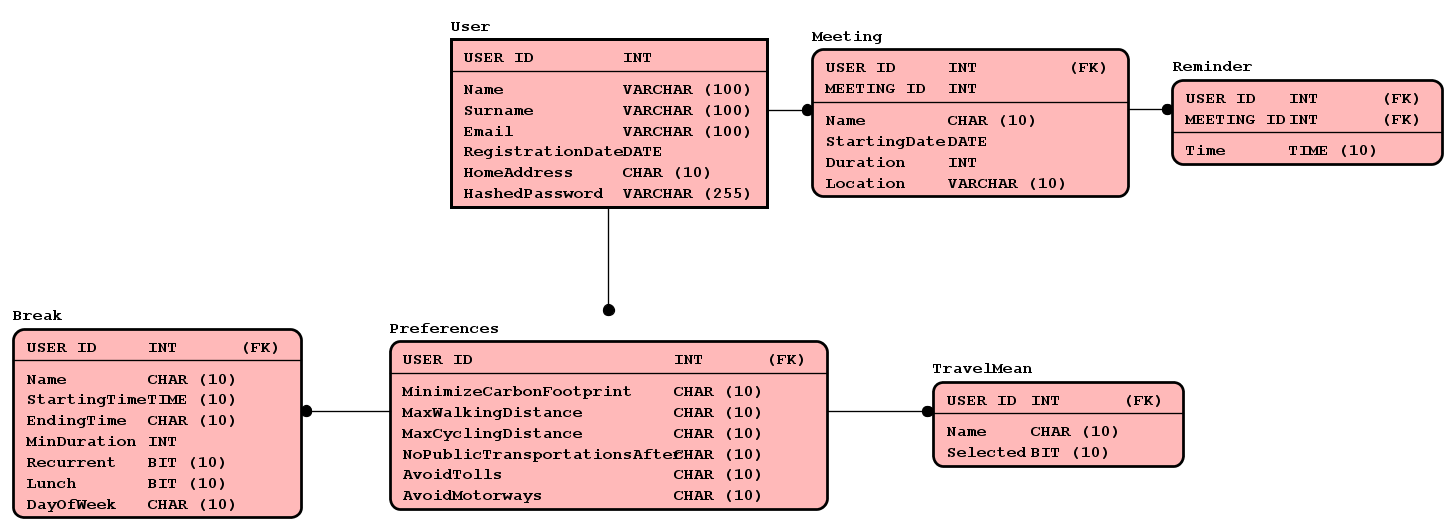 User
USER ID INT
Name VARCHAR (100)
Surname VARCHAR (100)
Email VARCHAR (100)
RegistrationDate DATE
HomeAddress CHAR (10)
HashedPassword VARCHAR (255)
Meeting
USER ID INT (FK)
MEETING ID INT
Name CHAR (10)
StartingDate DATE
Duration INT
Location VARCHAR (10)
Reminder
USER ID INT (FK)
MEETING ID INT (FK)
Time TIME (10)
Break
USER ID INT (FK)
Name CHAR (10)
StartingTime TIME (10)
EndingTime CHAR (10)
MinDuration INT
Recurrent BIT (10)
Lunch BIT (10)
DayOfWeek CHAR (10)
Preferences
USER ID INT (FK)
MinimizeCarbonFootprint CHAR (10)
MaxWalkingDistance CHAR (10)
MaxCyclingDistance CHAR (10)
NoPublicTransportationsAfter CHAR (10)
AvoidTolls CHAR (10)
AvoidMotorways CHAR (10)
TravelMean
USER ID INT (FK)
Name CHAR (10)
Selected BIT (10)